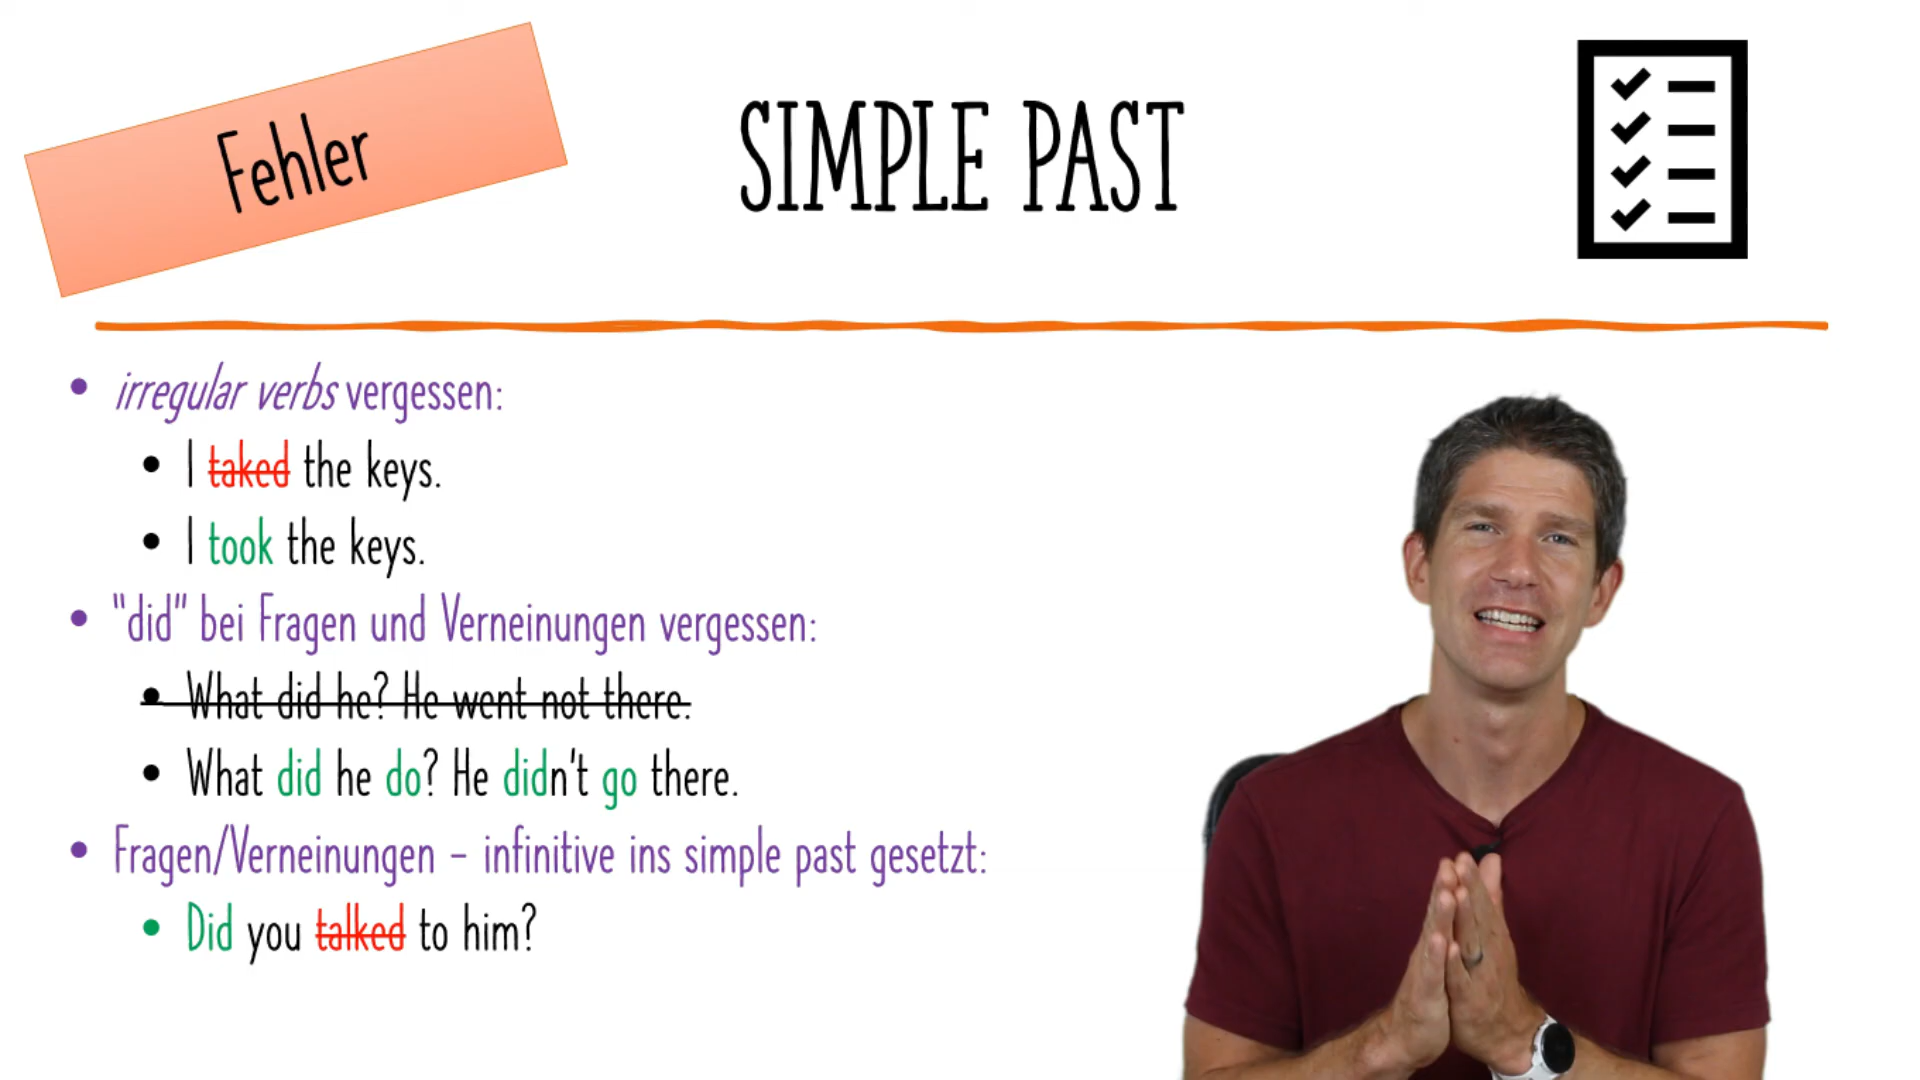 Fehler
SIMPLE PAST
• irregular verbs vergessen:
• I taked the keys.
• I took the keys.
• "did" bei Fragen und Verneinungen vergessen:
• What did he? He went not there.
• What did he do? He didn't go there.
• Fragen/Verneinungen – infinitive ins simple past gesetzt:
• Did you talked to him?